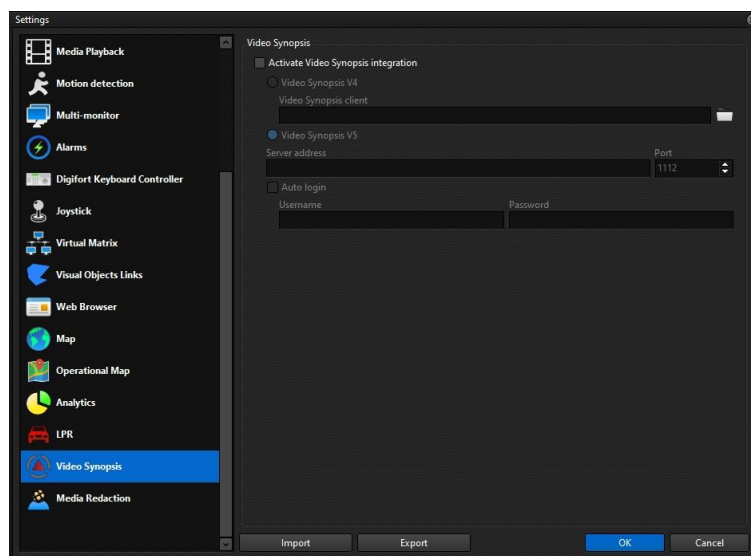 Settings
Media Playback
Motion detection
Multi-monitor
Alarms
Digifort Keyboard Controller
Joystick
Virtual Matrix
Visual Objects Links
Web Browser
Map
Operational Map
Analytics
LPR
Video Synopsis
Media Redaction
Video Synopsis
Activate Video Synopsis integration
Video Synopsis V4
Video Synopsis client
Video Synopsis V5
Server address Port
1112
Auto login
Username Password
Import Export OK Cancel